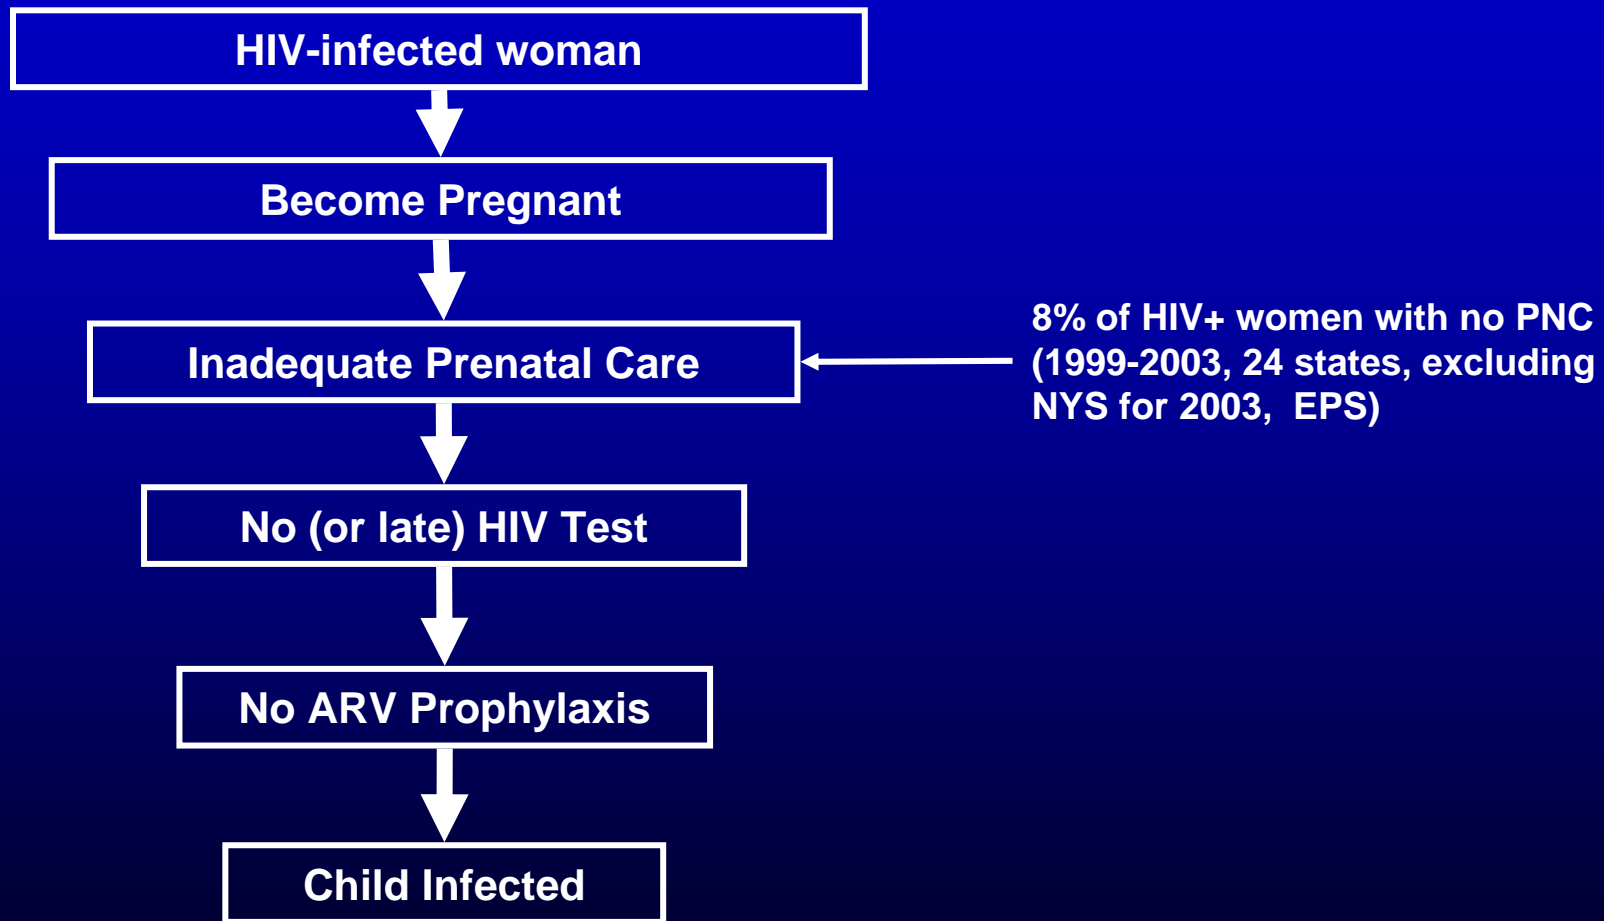 HIV-infected woman
Become Pregnant
Inadequate Prenatal Care
8% of HIV+ women with no PNC
(1999-2003, 24 states, excluding
NYS for 2003,  EPS)
No (or late) HIV Test
No ARV Prophylaxis
Child Infected